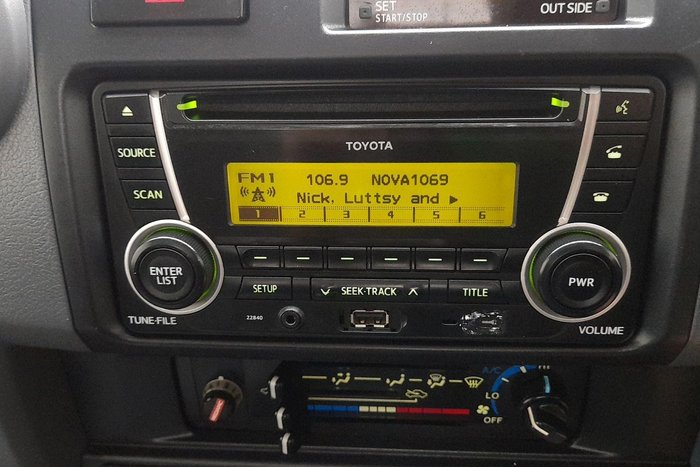 SET
START/STOP
OUT SIDE
TOYOTA
SOURCE
SCAN
FM1 106.9 NOVA1069
Nick, Luttsy and ▶
1 2 3 4 5 6
ENTER
LIST
TUNE·FILE
SETUP
SEEK·TRACK
TITLE
PWR
VOLUME
22840
A/C
LO
OFF